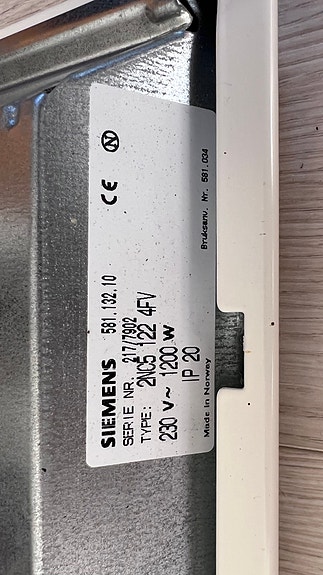 SIEMENS 581.132.10
SERIE NR. 217/7902
TYPE: 2NC5 122 4FV
230 V~ 1200 W
IP 20
Made in Norway
Bruksanv. Nr. 581.034
CE N